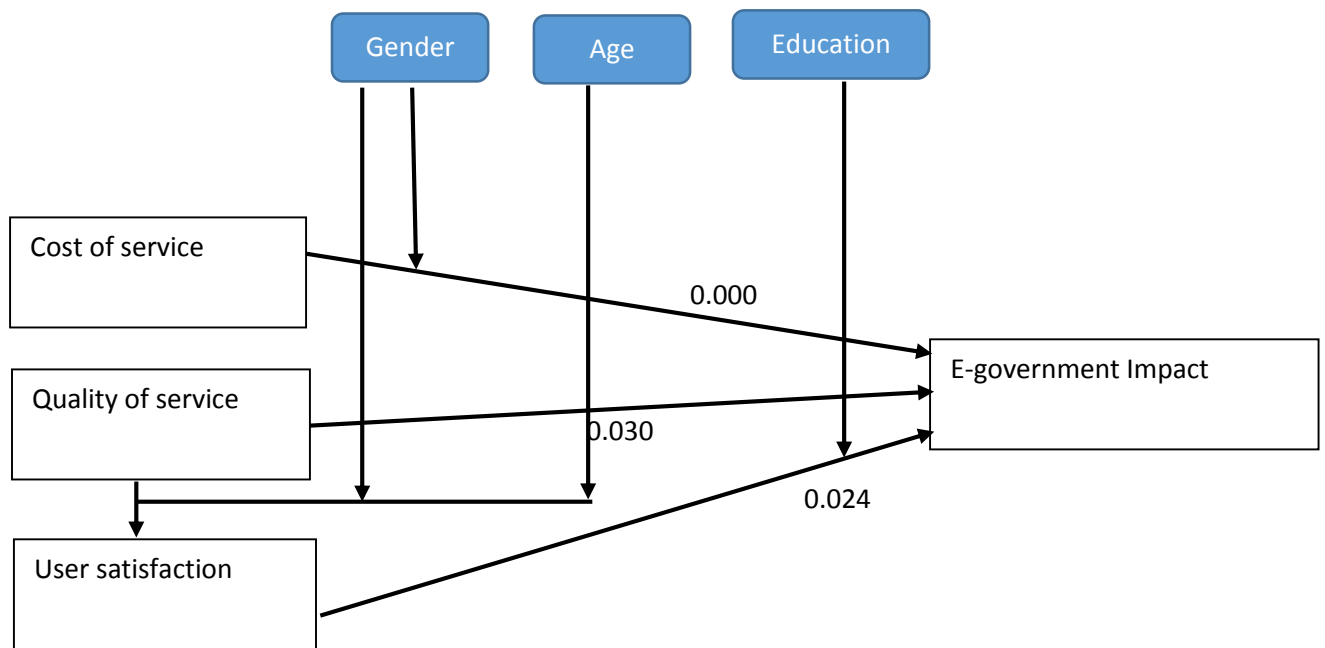 Gender
Age
Education
Cost of service
0.000
E-government Impact
Quality of service
0.030
0.024
User satisfaction